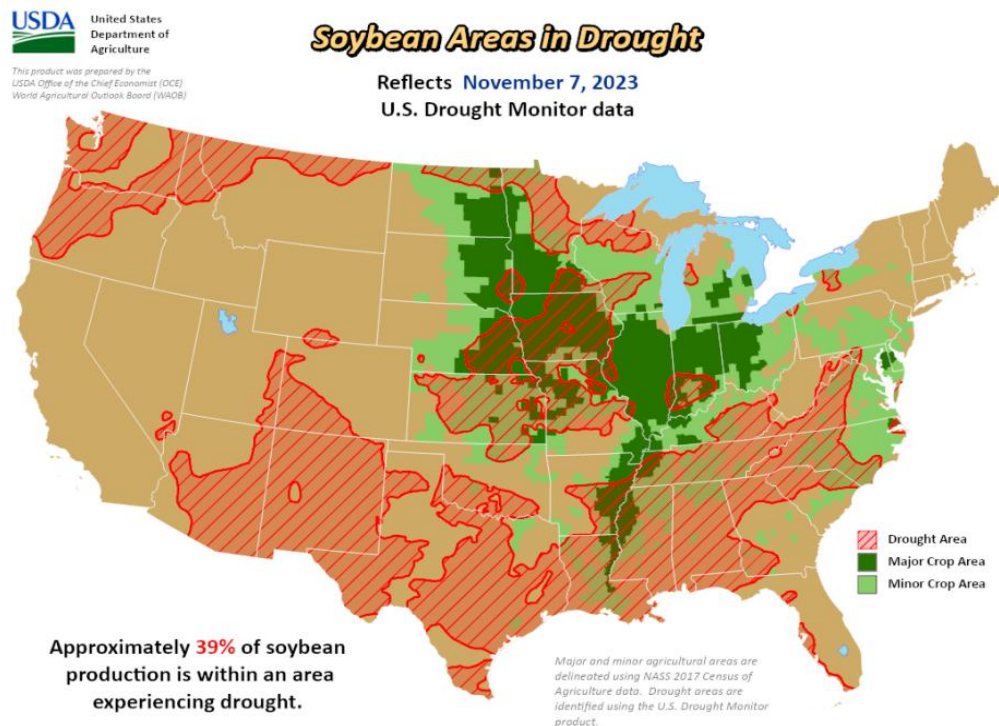 USDA
United States
Department of
Agriculture
This product was prepared by the
USDA Office of the Chief Economist (OCE)
World Agricultural Outlook Board (WAOB)
Soybean Areas in Drought
Reflects November 7, 2023
U.S. Drought Monitor data
Drought Area
Major Crop Area
Minor Crop Area
Approximately 39% of soybean
production is within an area
experiencing drought.
Major and minor agricultural areas are
delineated using NASS 2017 Census of
Agriculture data. Drought areas are
identified using the U.S. Drought Monitor
product.